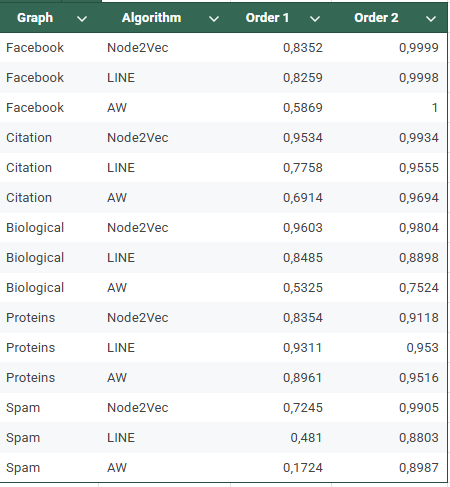 Graph Algorithm Order 1 Order 2
Facebook Node2Vec 0,8352 0,9999
Facebook LINE 0,8259 0,9998
Facebook AW 0,5869 1
Citation Node2Vec 0,9534 0,9934
Citation LINE 0,7758 0,9555
Citation AW 0,6914 0,9694
Biological Node2Vec 0,9603 0,9804
Biological LINE 0,8485 0,8898
Biological AW 0,5325 0,7524
Proteins Node2Vec 0,8354 0,9118
Proteins LINE 0,9311 0,953
Proteins AW 0,8961 0,9516
Spam Node2Vec 0,7245 0,9905
Spam LINE 0,481 0,8803
Spam AW 0,1724 0,8987